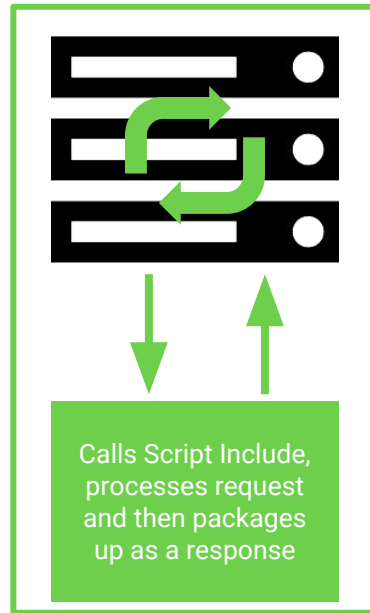 Calls Script Include,
processes request
and then packages
up as a response